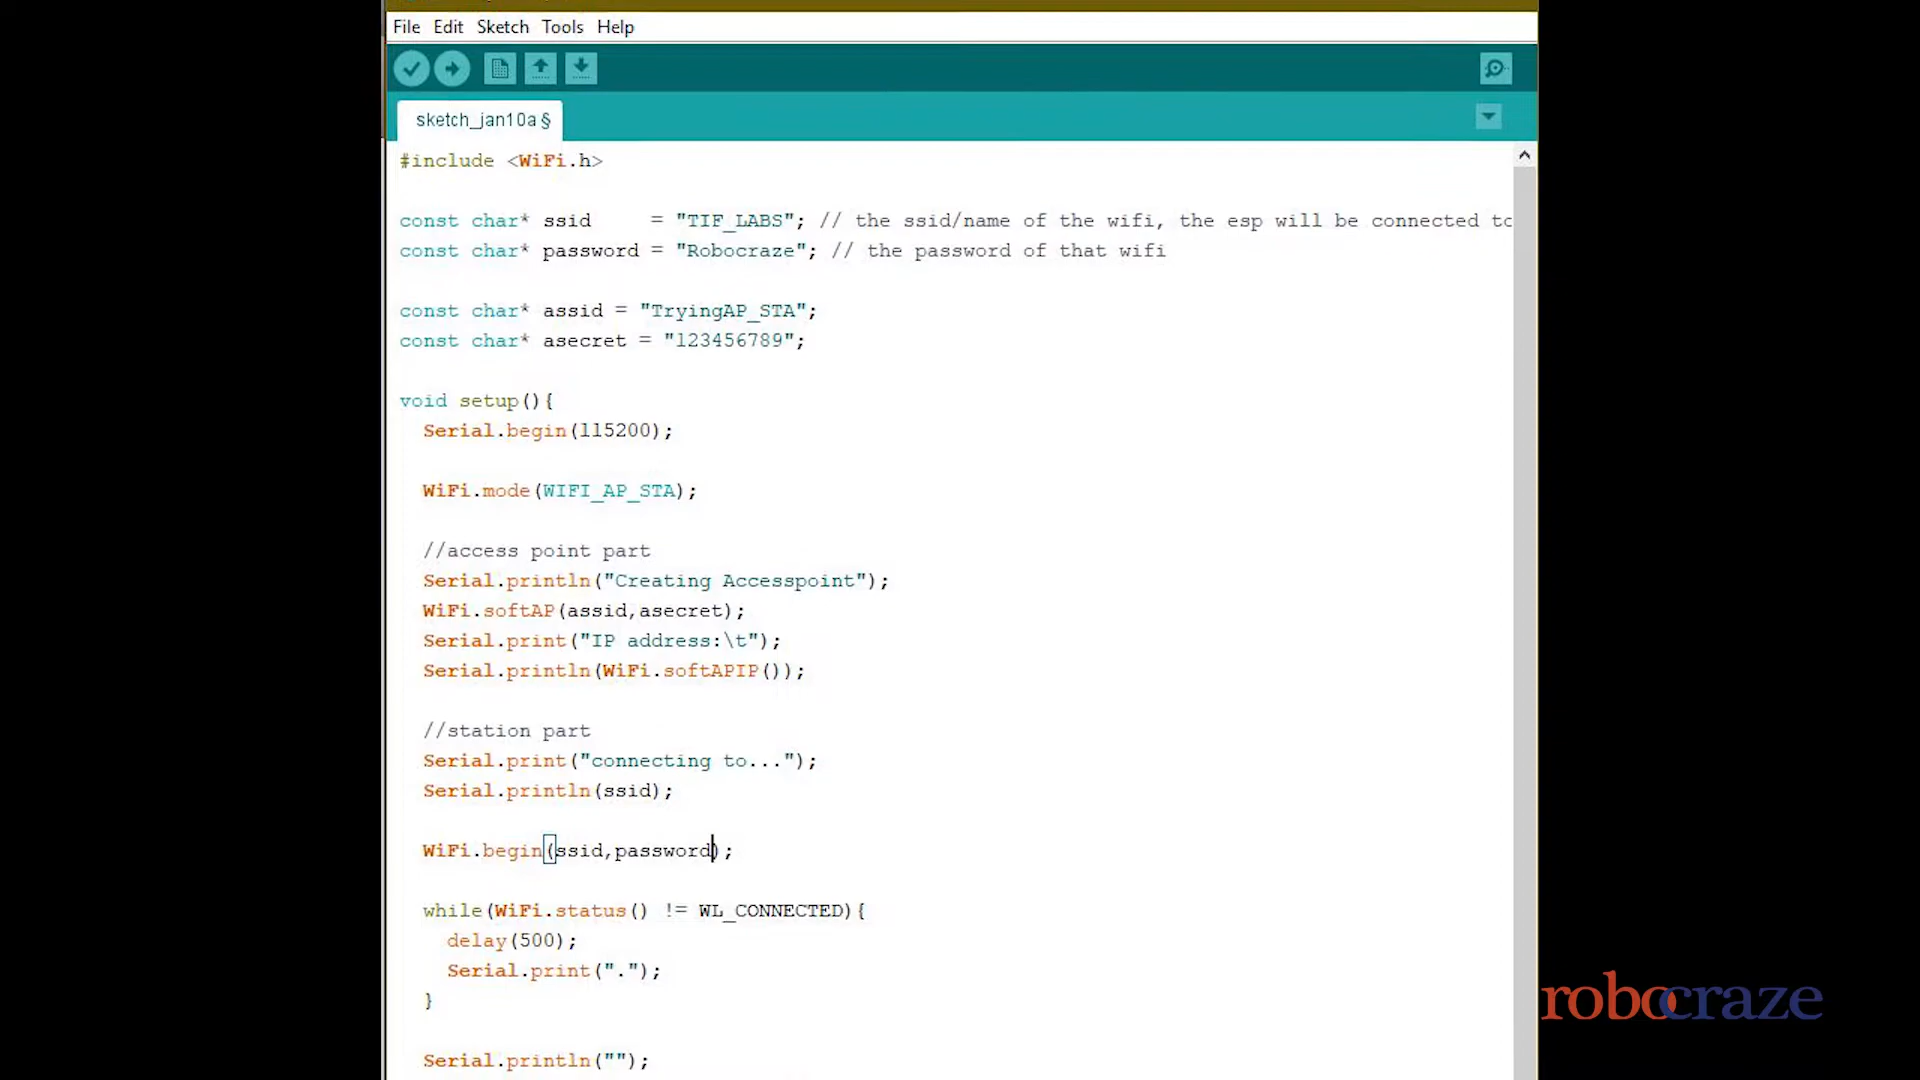 File Edit Sketch Tools Help
sketch_jan10a §
#include <WiFi.h>
const char* ssid     = "TIF_LABS"; // the ssid/name of the wifi, the esp will be connected to
const char* password = "Robocraze"; // the password of that wifi
const char* assid = "TryingAP_STA";
const char* asecret = "123456789";
void setup(){
  Serial.begin(115200);
  WiFi.mode(WIFI_AP_STA);
  //access point part
  Serial.println("Creating Accesspoint");
  WiFi.softAP(assid,asecret);
  Serial.print("IP address:\t");
  Serial.println(WiFi.softAPIP());
  //station part
  Serial.print("connecting to...");
  Serial.println(ssid);
  WiFi.begin(ssid,password);
  while(WiFi.status() != WL_CONNECTED){
    delay(500);
    Serial.print(".");
  }
  Serial.println("");
robocraze